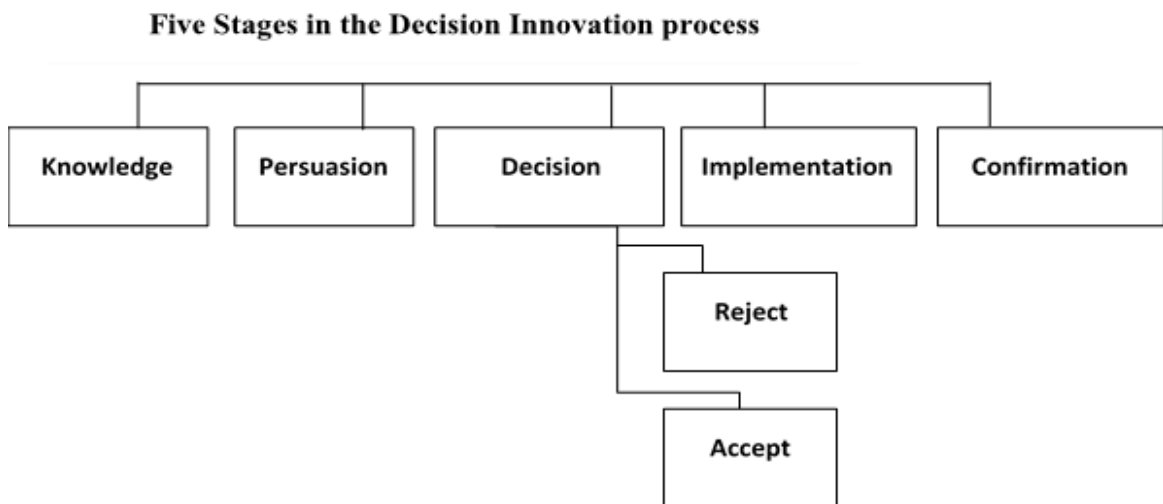 Five Stages in the Decision Innovation process
Knowledge
Persuasion
Decision
Implementation
Confirmation
Reject
Accept